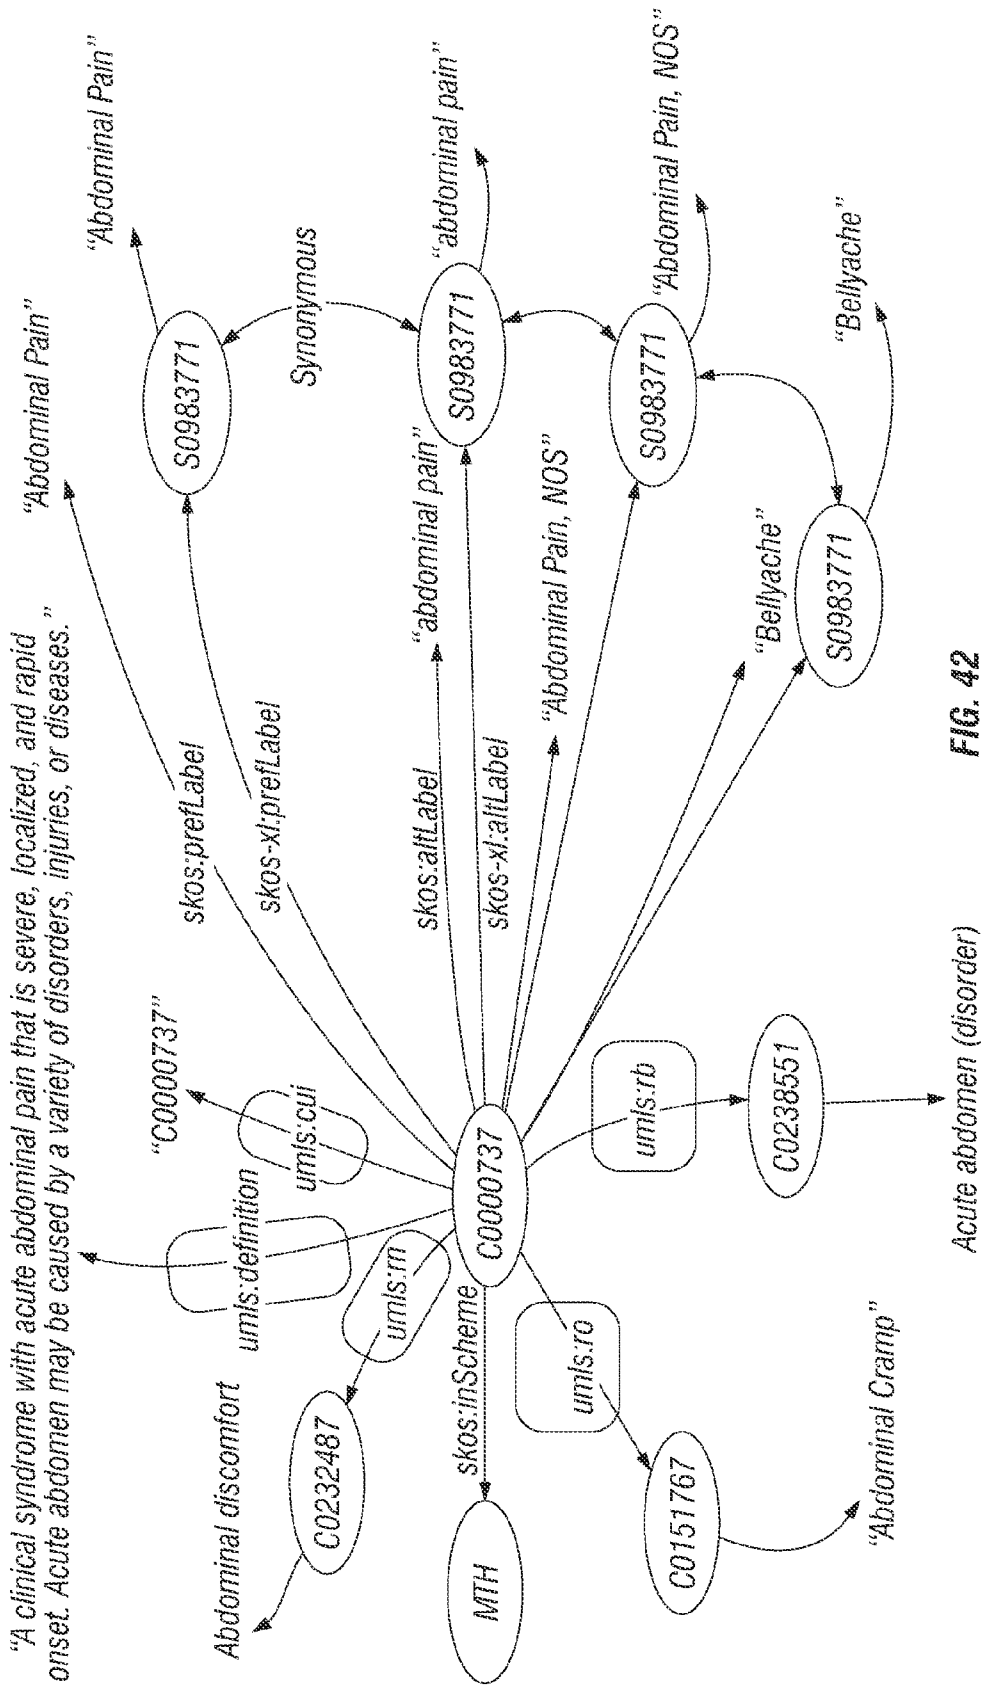 “A clinical syndrome with acute abdominal pain that is severe, localized, and rapid
onset. Acute abdomen may be caused by a variety of disorders, injuries, or diseases.”
“Abdominal Pain”
“Abdominal Pain”
skos:prefLabel
skos-xl:prefLabel
S0983771
Synonymous
“C0000737”
umls:cui
umls:definition
umls:rn
Abdominal discomfort
C0232487
skos:altLabel
“abdominal pain”
S0983771
“abdominal pain”
skos-xl:altLabel
MTH
skos:inScheme
C0000737
“Abdominal Pain, NOS”
S0983771
“Abdominal Pain, NOS”
umls:ro
umls:rb
C0151767
“Abdominal Cramp”
C0238551
Acute abdomen (disorder)
“Bellyache”
S0983771
“Bellyache”
FIG. 42